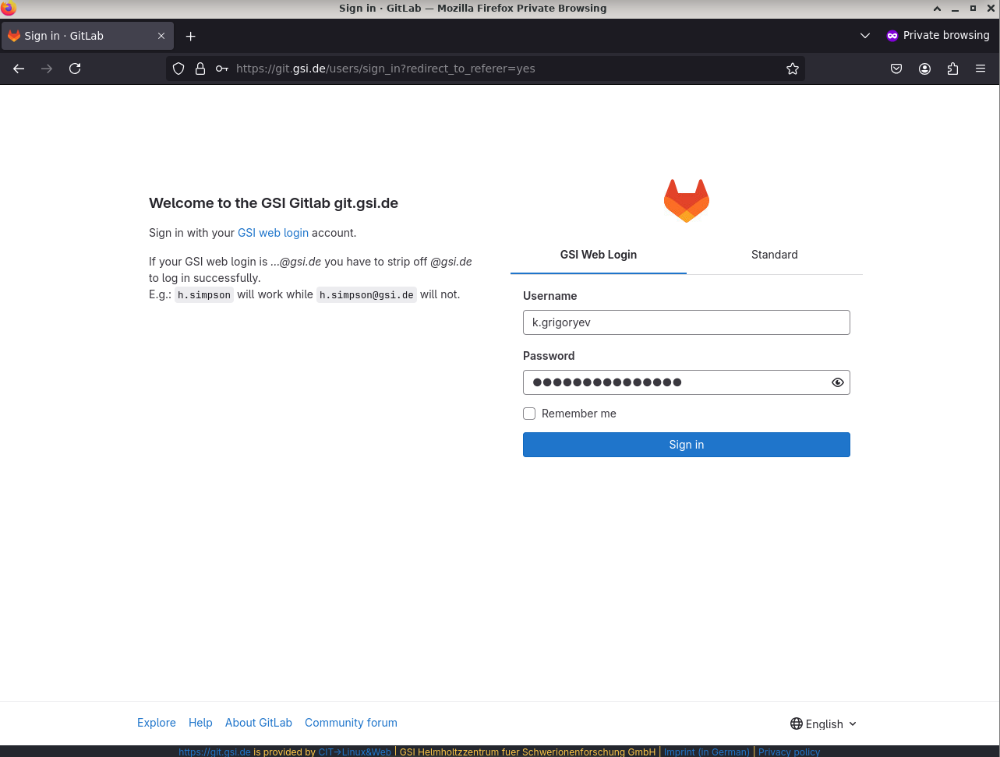 Sign in · GitLab — Mozilla Firefox Private Browsing
Sign in · GitLab
Private browsing
https://git.gsi.de/users/sign_in?redirect_to_referer=yes
Welcome to the GSI Gitlab git.gsi.de
Sign in with your GSI web login account.
If your GSI web login is ...@gsi.de you have to strip off @gsi.de
to log in successfully.
E.g.: h.simpson will work while h.simpson@gsi.de will not.
GSI Web Login
Standard
Username
k.grigoryev
Password
●●●●●●●●●●●●●●●
Remember me
Sign in
Explore Help About GitLab Community forum
English
https://git.gsi.de is provided by CIT→Linux&Web | GSI Helmholtzzentrum fuer Schwerionenforschung GmbH | Imprint (in German) | Privacy policy